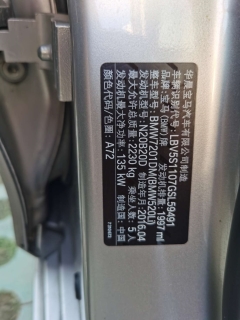 华晨宝马汽车有限公司制造
品牌：宝马(BMW)牌
车辆识别代号：LBV5S1107GSL59491
整车型号：BMW7201DM(BMW520Li)
发动机型号：N20B20D 发动机排量：1997 ml
最大允许总质量：2230 kg 制造年月：2016.04
发动机最大净功率：135 kW 乘坐人数：5 人
颜色代码/色圈：A72 制造国：中国